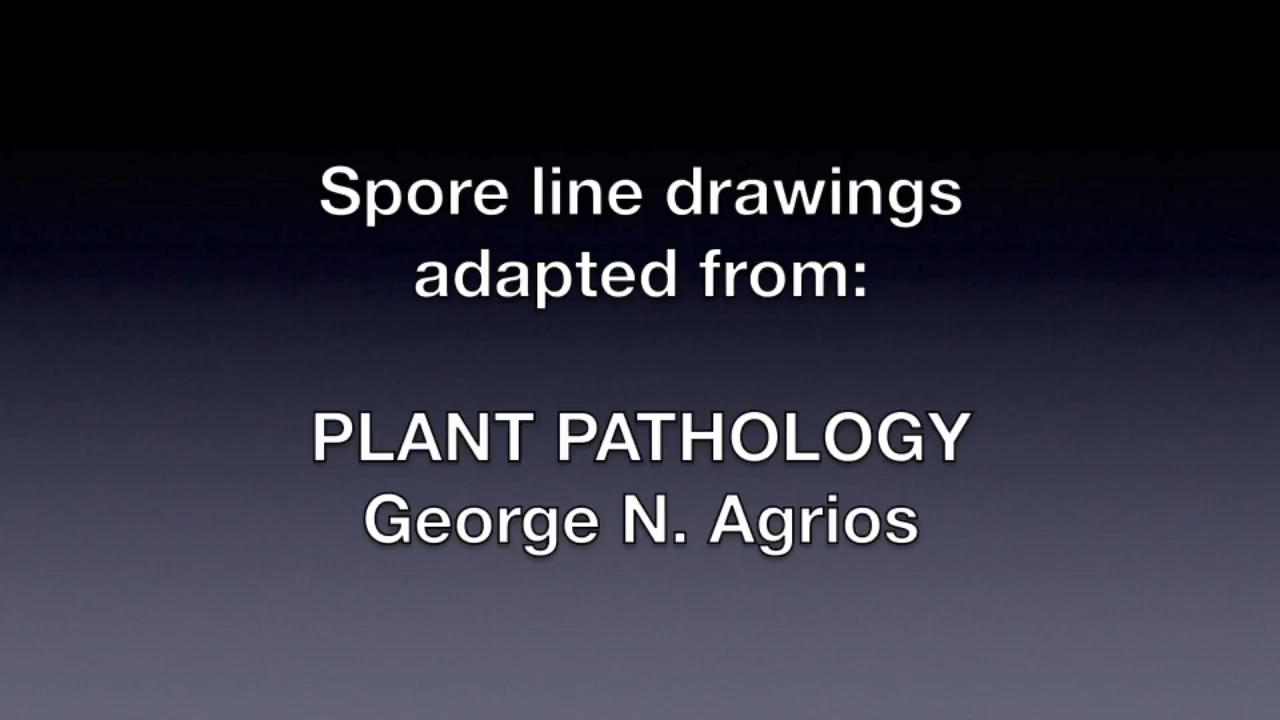 Spore line drawings
adapted from:
PLANT PATHOLOGY
George N. Agrios